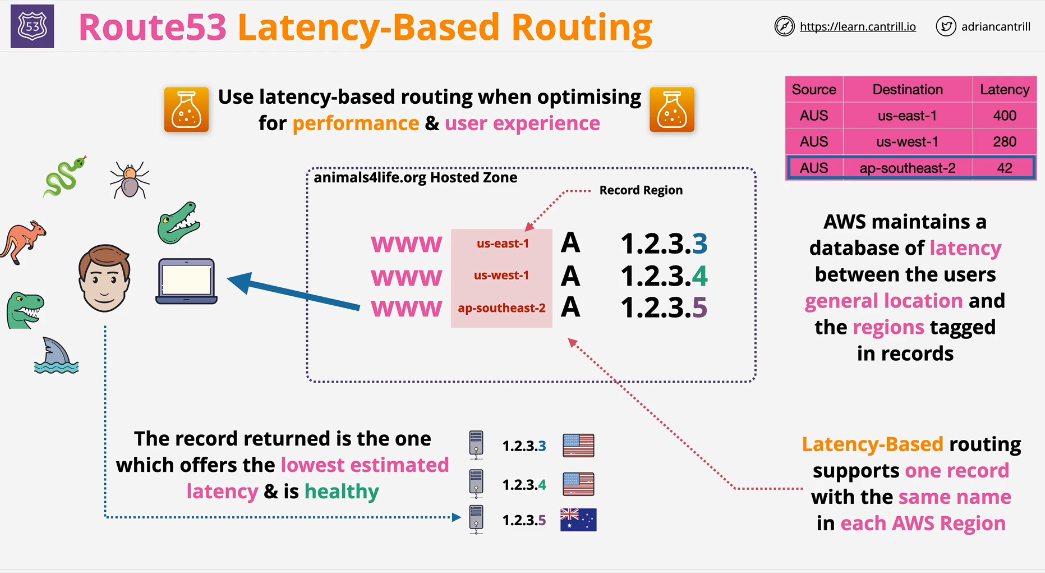 53
Route53 Latency-Based Routing
https://learn.cantrill.io
adriancantrill
Use latency-based routing when optimising
for performance & user experience
Source Destination Latency
AUS us-east-1 400
AUS us-west-1 280
AUS ap-southeast-2 42
animals4life.org Hosted Zone
Record Region
www us-east-1 A 1.2.3.3
www us-west-1 A 1.2.3.4
www ap-southeast-2 A 1.2.3.5
AWS maintains a
database of latency
between the users
general location and
the regions tagged
in records
The record returned is the one
which offers the lowest estimated
latency & is healthy
1.2.3.3
1.2.3.4
1.2.3.5
Latency-Based routing
supports one record
with the same name
in each AWS Region